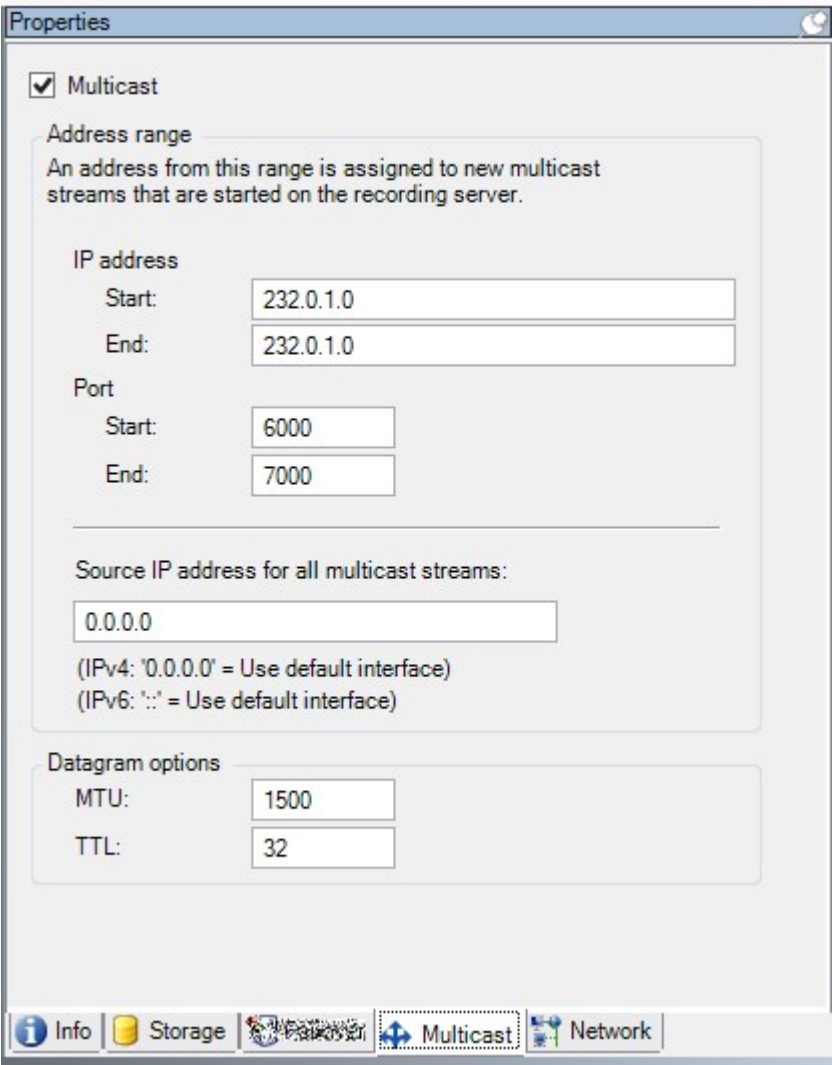 Properties
Multicast
Address range
An address from this range is assigned to new multicast
streams that are started on the recording server.
IP address
Start: 232.0.1.0
End: 232.0.1.0
Port
Start: 6000
End: 7000
Source IP address for all multicast streams:
0.0.0.0
(IPv4: '0.0.0.0' = Use default interface)
(IPv6: '::' = Use default interface)
Datagram options
MTU: 1500
TTL: 32
Info Storage Multicast Network